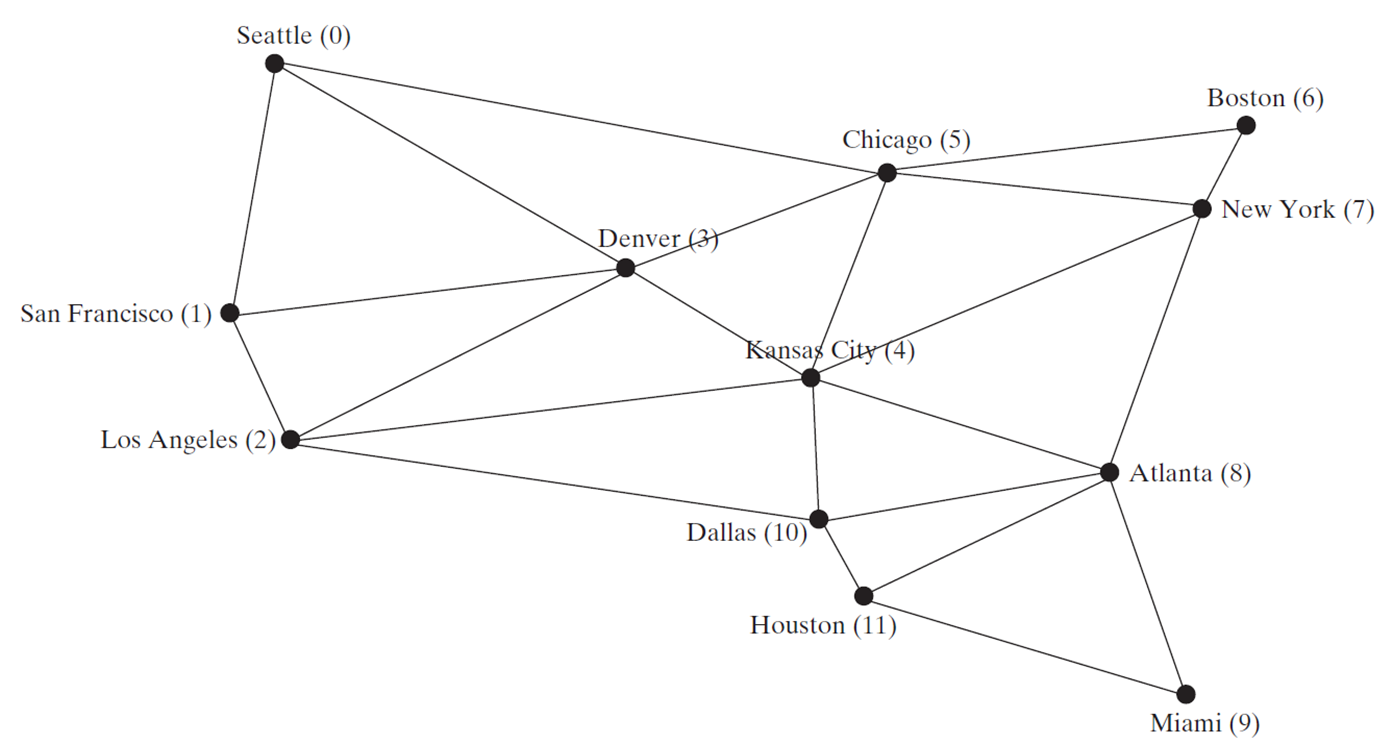 Seattle (0)
Boston (6)
Chicago (5)
New York (7)
Denver (3)
San Francisco (1)
Kansas City (4)
Los Angeles (2)
Atlanta (8)
Dallas (10)
Houston (11)
Miami (9)